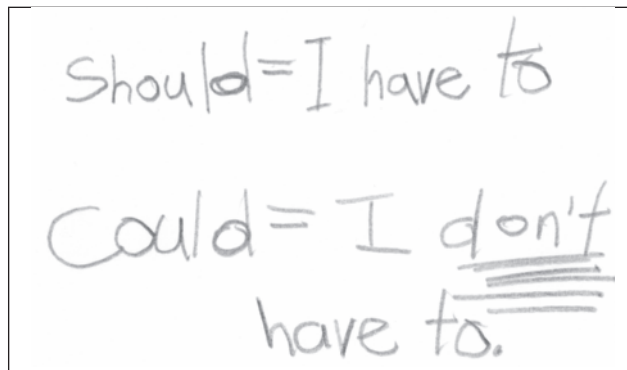 Should = I have to
Could = I don't
have to.